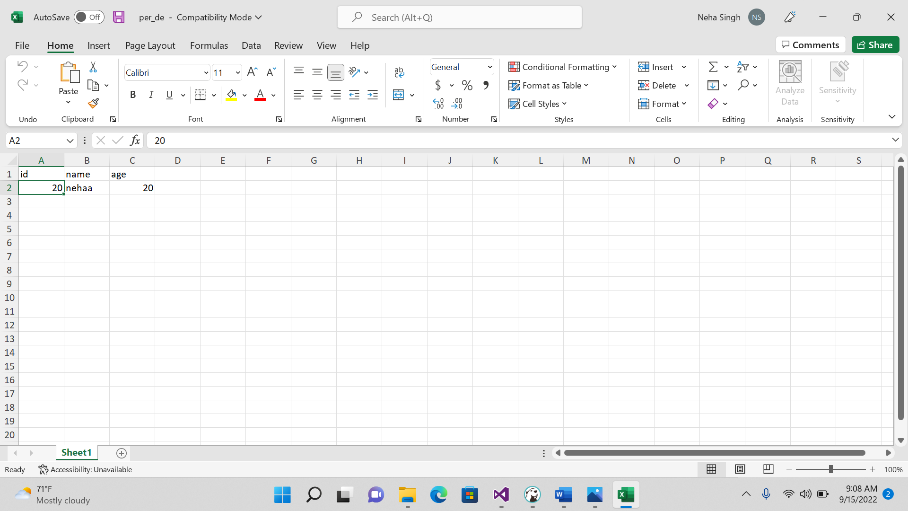 AutoSave Off per_de - Compatibility Mode Search (Alt+Q) Neha Singh NS
File Home Insert Page Layout Formulas Data Review View Help Comments Share
Paste
Undo Clipboard
Calibri 11
B I U A
Font
ab
Alignment
General
$ % 9
Number
Conditional Formatting
Format as Table
Cell Styles
Styles
Insert
Delete
Format
Cells
Editing
Analyze
Data
Analysis
Sensitivity
Sensitivity
A2 fx 20
A B C D E F G H I J K L M N O P Q R S
1 id name age
2 20 nehaa 20
3
4
5
6
7
8
9
10
11
12
13
14
15
16
17
18
19
20
Sheet1
Ready Accessibility: Unavailable 100%
71°F
Mostly cloudy
9:08 AM
9/15/2022 2